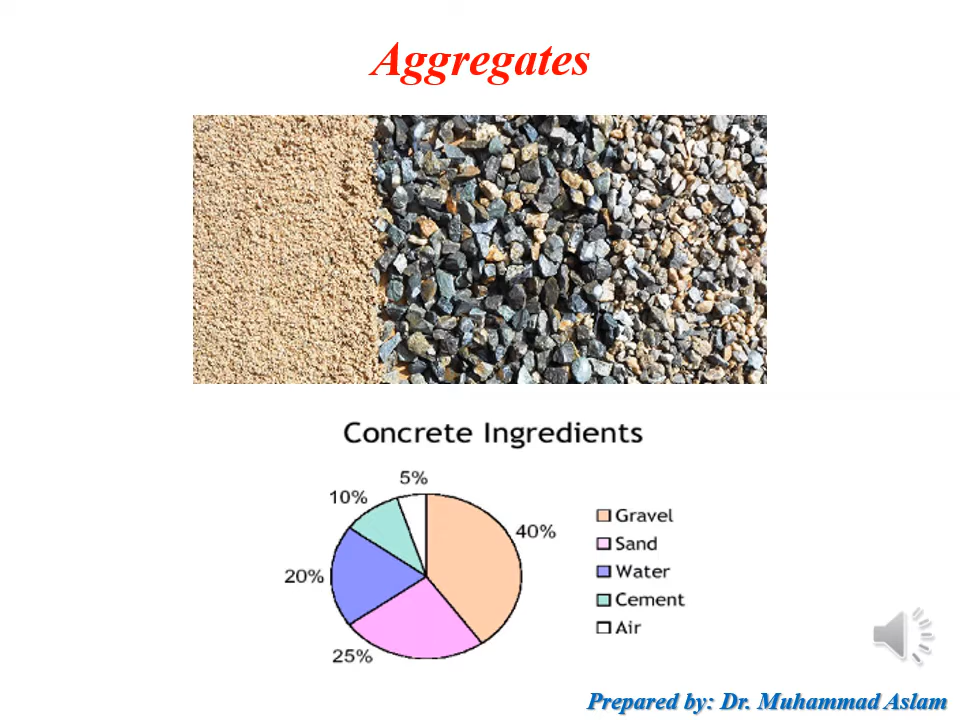 Aggregates
Concrete Ingredients
5%
10%
40%
20%
25%
Gravel
Sand
Water
Cement
Air
Prepared by: Dr. Muhammad Aslam